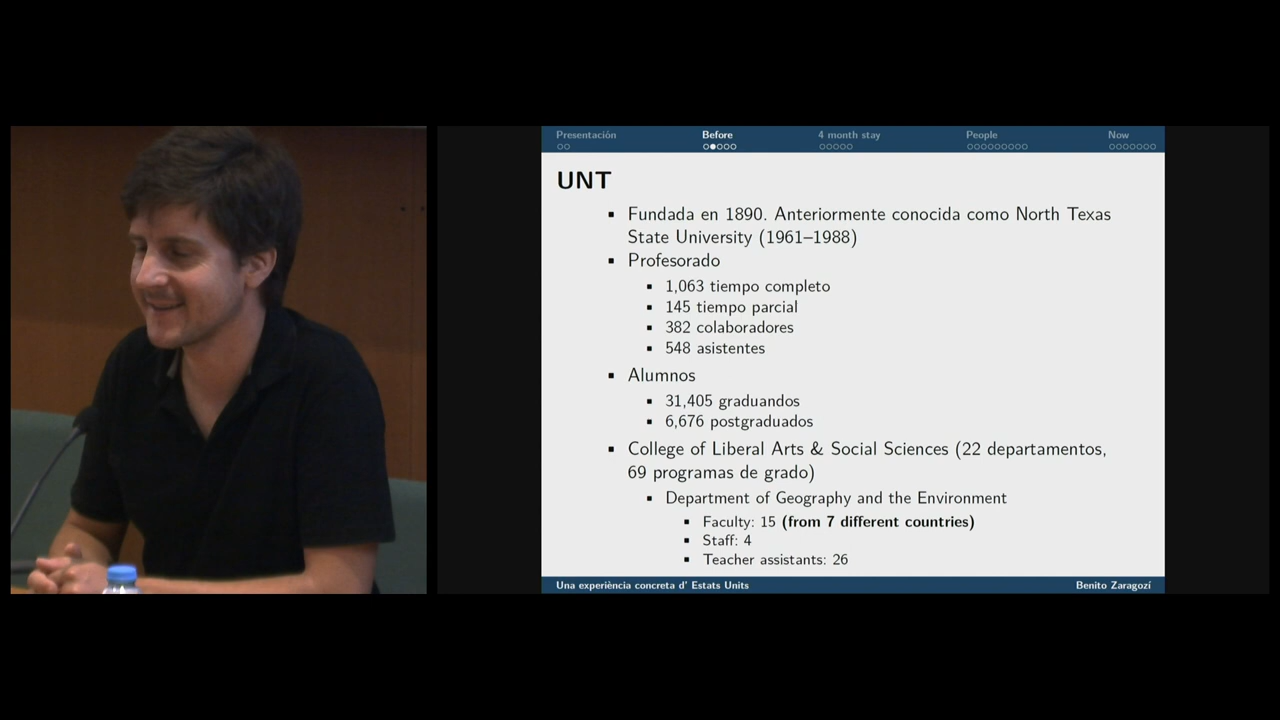 Presentación Before 4 month stay People Now
UNT
Fundada en 1890. Anteriormente conocida como North Texas
State University (1961–1988)
Profesorado
1,063 tiempo completo
145 tiempo parcial
382 colaboradores
548 asistentes
Alumnos
31,405 graduandos
6,676 postgraduados
College of Liberal Arts & Social Sciences (22 departamentos,
69 programas de grado)
Department of Geography and the Environment
Faculty: 15 (from 7 different countries)
Staff: 4
Teacher assistants: 26
Una experiència concreta d' Estats Units Benito Zaragozí